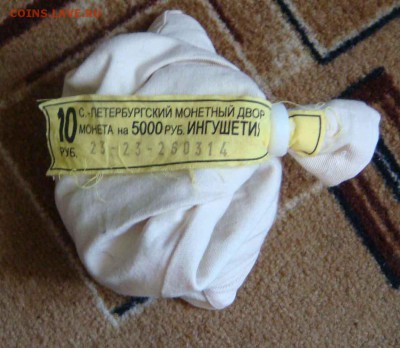 COINS.LAVE.RU
10 РУБ.
С.-ПЕТЕРБУРГСКИЙ МОНЕТНЫЙ ДВОР
МОНЕТА на 5000 РУБ. ИНГУШЕТИЯ
23-23-260314